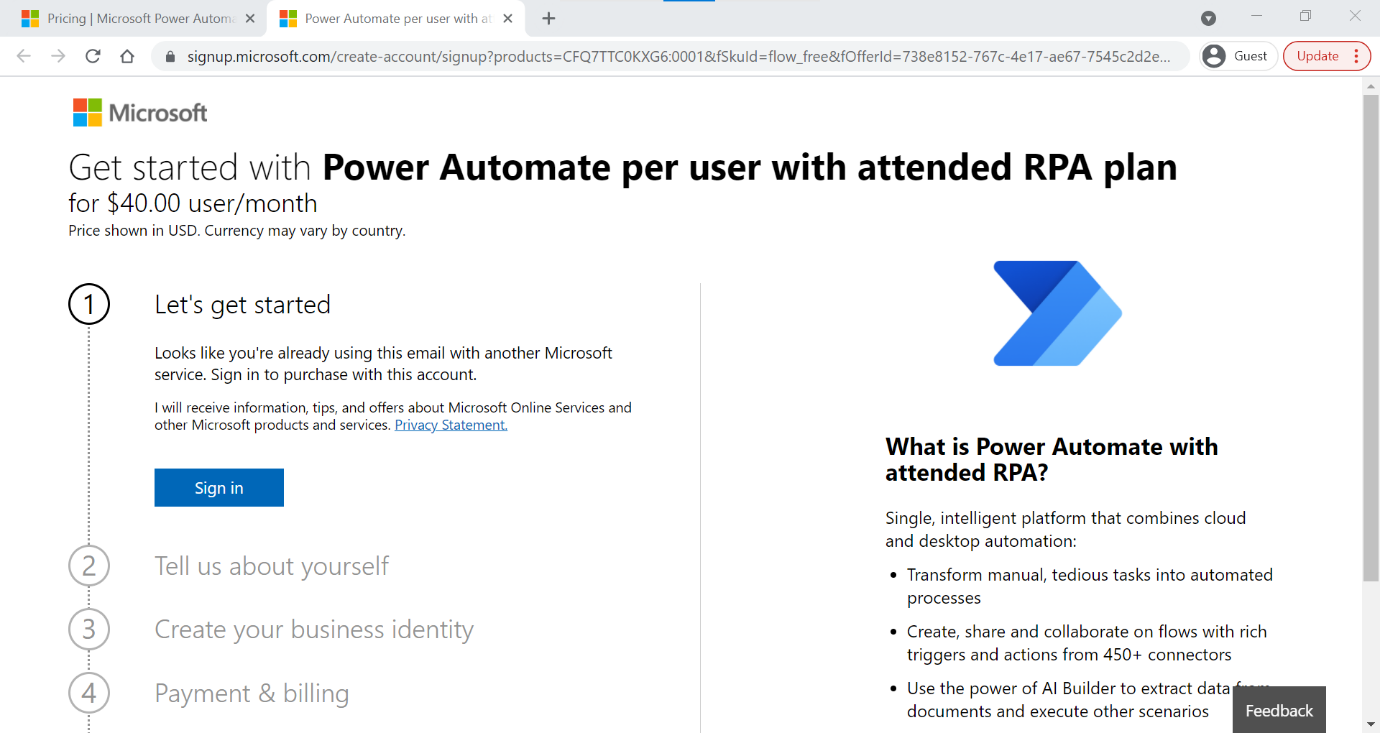 Pricing | Microsoft Power Automa
Power Automate per user with at
signup.microsoft.com/create-account/signup?products=CFQ7TTC0KXG6:0001&fSkuId=flow_free&fOfferId=738e8152-767c-4e17-ae67-7545c2d2e...
Guest
Update
Microsoft
Get started with Power Automate per user with attended RPA plan
for $40.00 user/month
Price shown in USD. Currency may vary by country.
1
Let's get started
Looks like you're already using this email with another Microsoft
service. Sign in to purchase with this account.
I will receive information, tips, and offers about Microsoft Online Services and
other Microsoft products and services. Privacy Statement.
Sign in
2
Tell us about yourself
3
Create your business identity
4
Payment & billing
What is Power Automate with
attended RPA?
Single, intelligent platform that combines cloud
and desktop automation:
• Transform manual, tedious tasks into automated
processes
• Create, share and collaborate on flows with rich
triggers and actions from 450+ connectors
• Use the power of AI Builder to extract data from
documents and execute other scenarios
Feedback